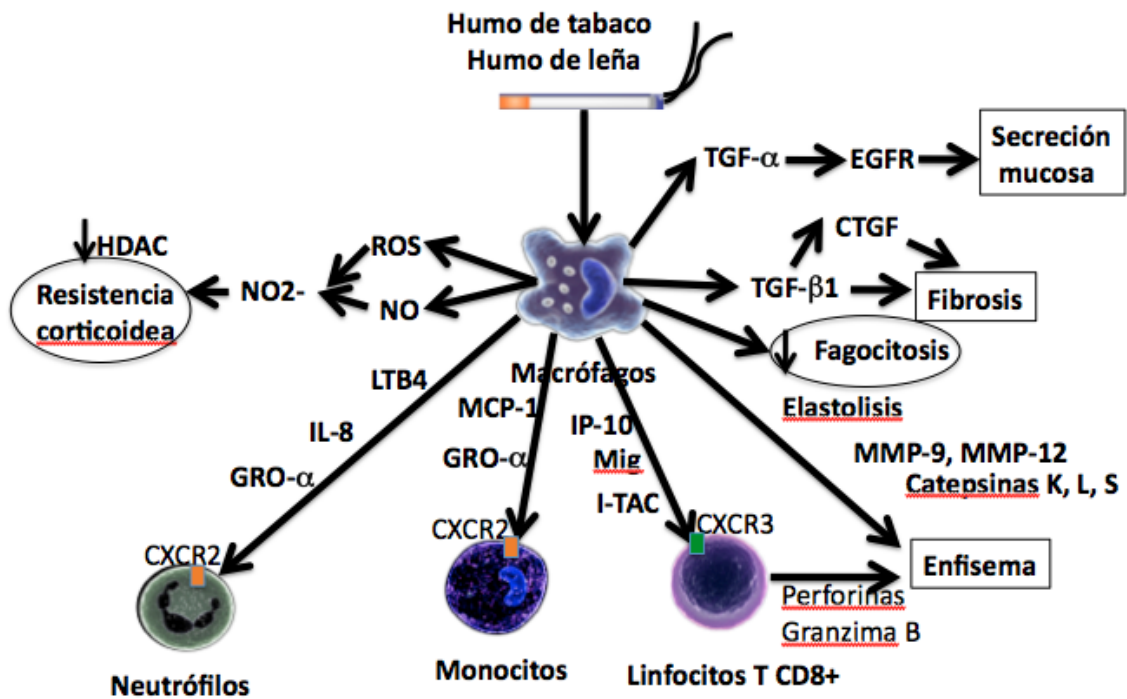 Humo de tabaco
Humo de leña
TGF-α
EGFR
Secreción
mucosa
HDAC
ROS
CTGF
Resistencia
corticoidea
NO2-
NO
TGF-β1
Fibrosis
Fagocitosis
Macrófagos
LTB4
MCP-1
IP-10
Elastolisis
IL-8
GRO-α
Mig
MMP-9, MMP-12
Catepsinas K, L, S
GRO-α
I-TAC
CXCR2
CXCR2
CXCR3
Enfisema
Perforinas
Granzima B
Neutrófilos
Monocitos
Linfocitos T CD8+